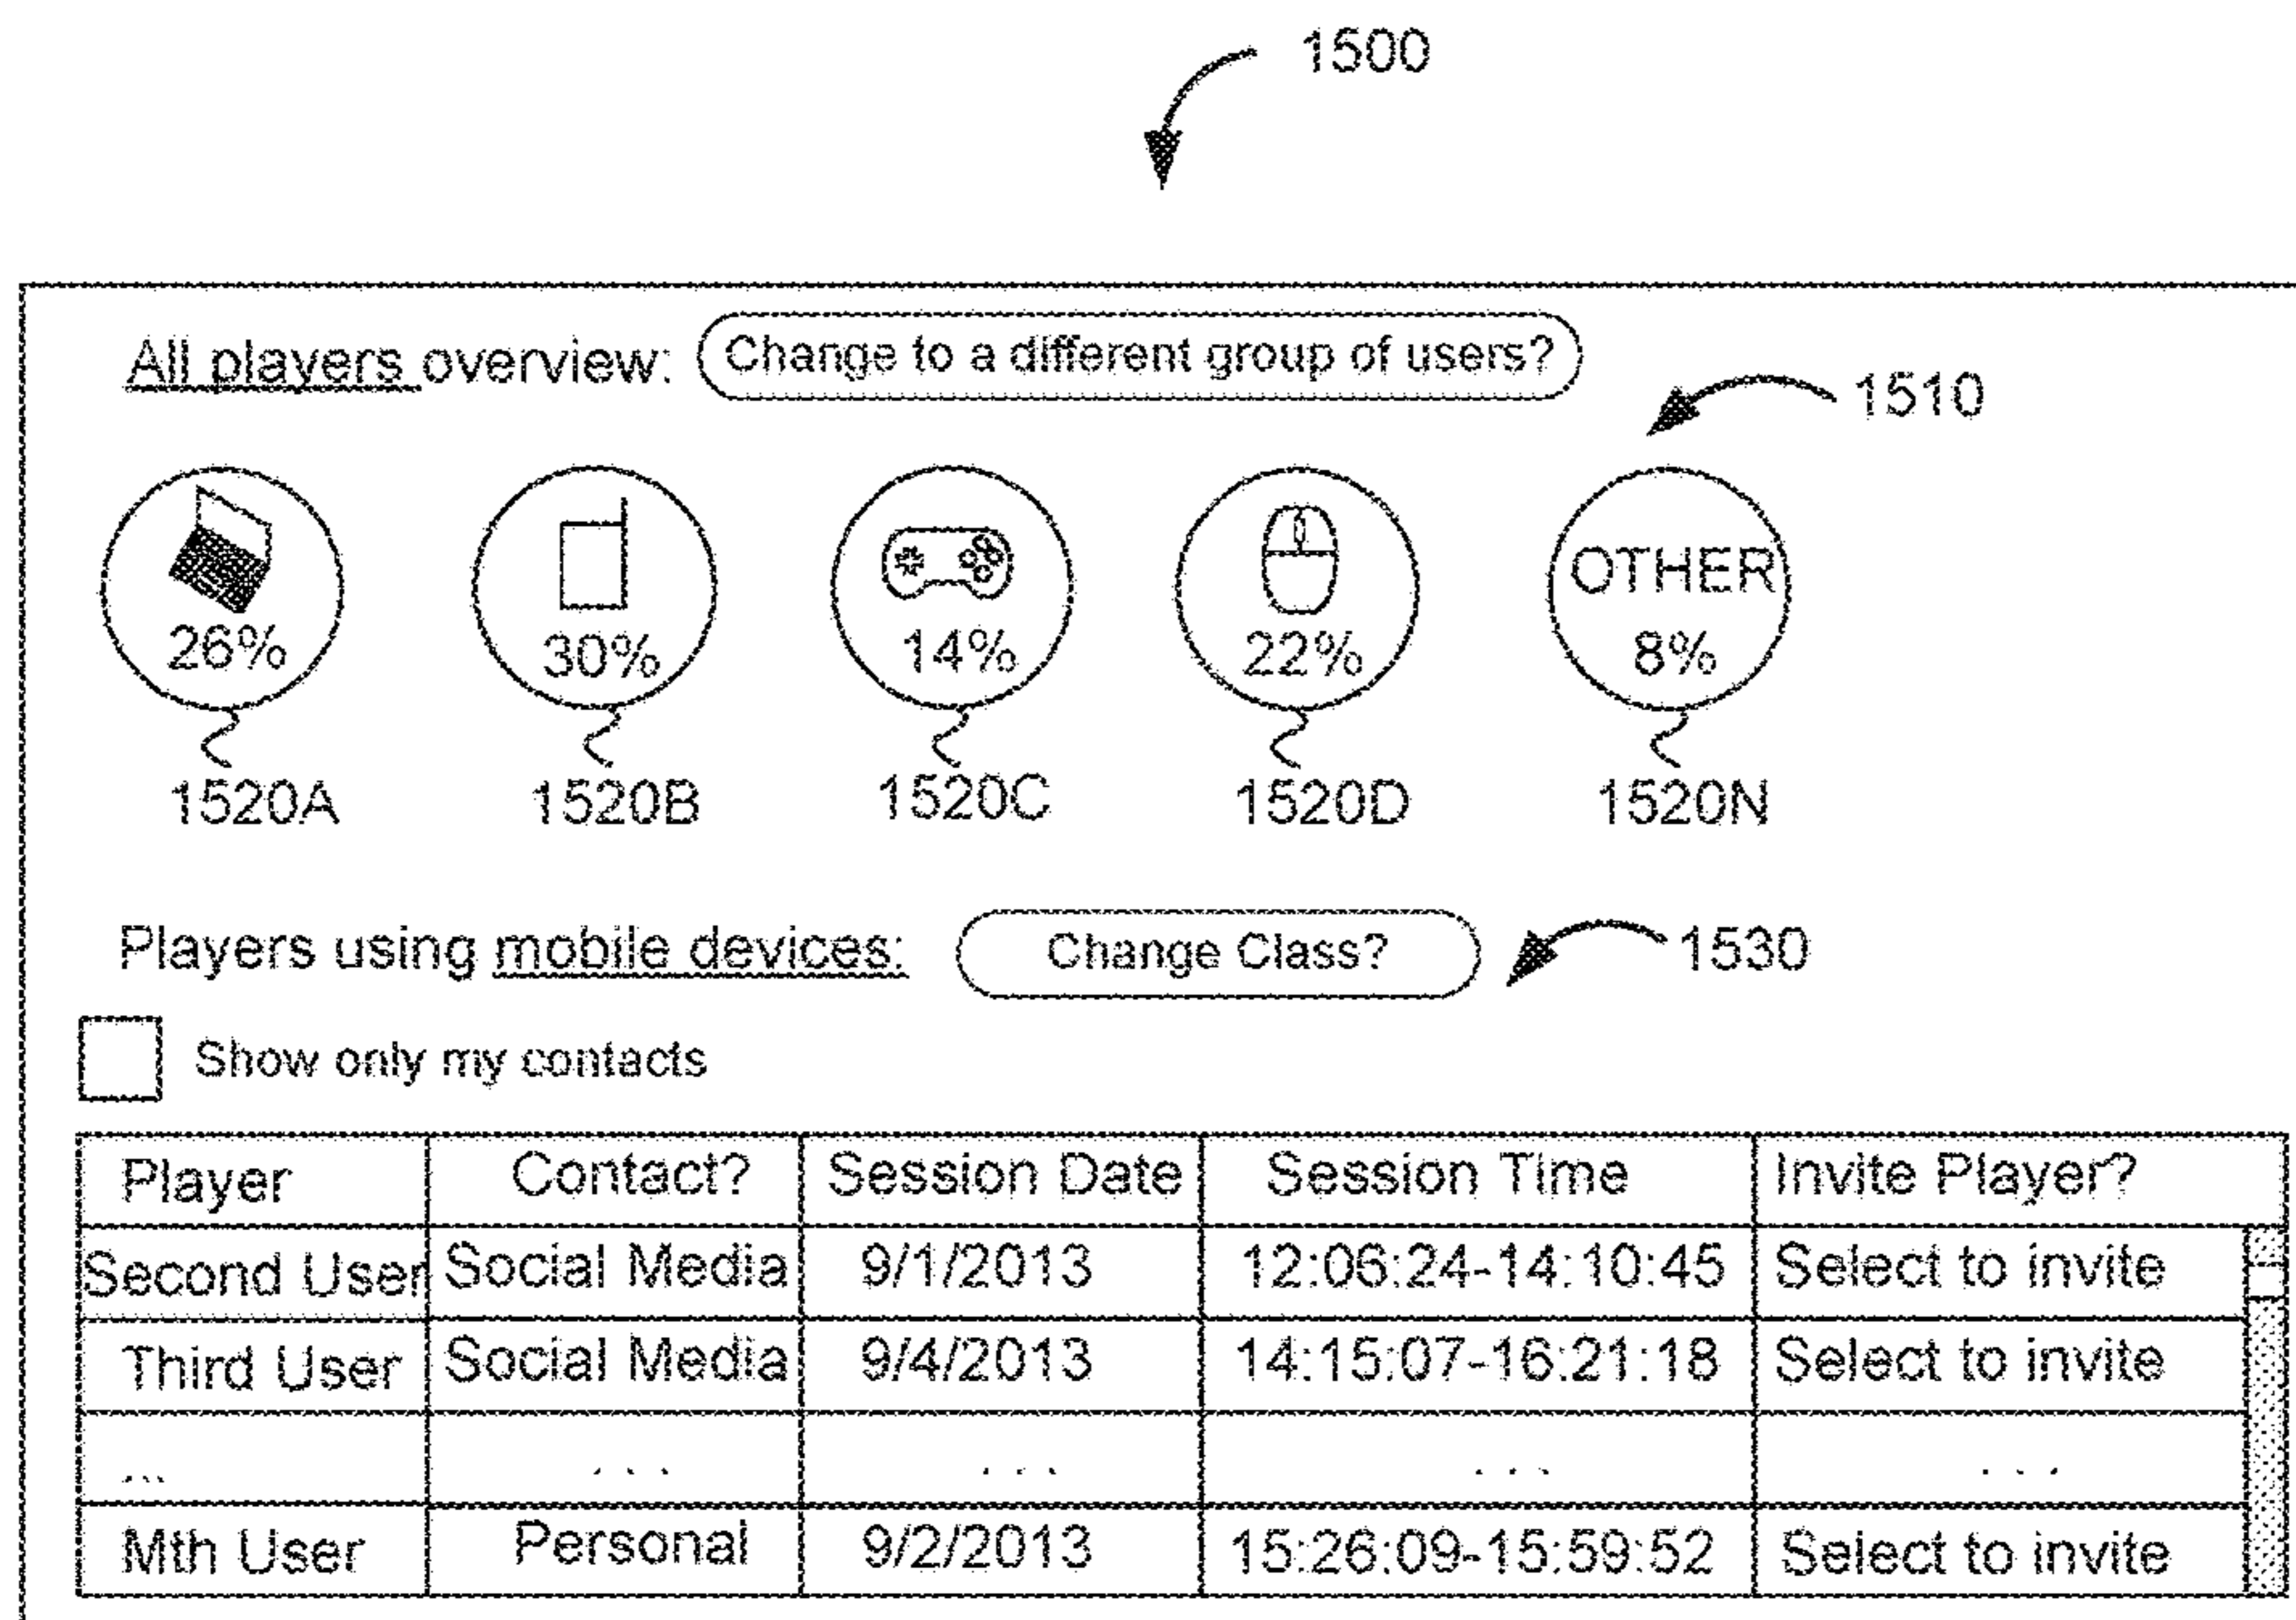 1500
All players overview: Change to a different group of users?
1510
OTHER
26% 30% 14% 22% 8%
1520A 1520B 1520C 1520D 1520N
Players using mobile devices: Change Class?
1530
Show only my contacts
Player Contact? Session Date Session Time Invite Player?
Second User Social Media 9/1/2013 12:06:24-14:10:45 Select to invite
Third User Social Media 9/4/2013 14:15:07-16:21:18 Select to invite
... ... ... ... ...
Mth User Personal 9/2/2013 15:26:09-15:59:52 Select to invite